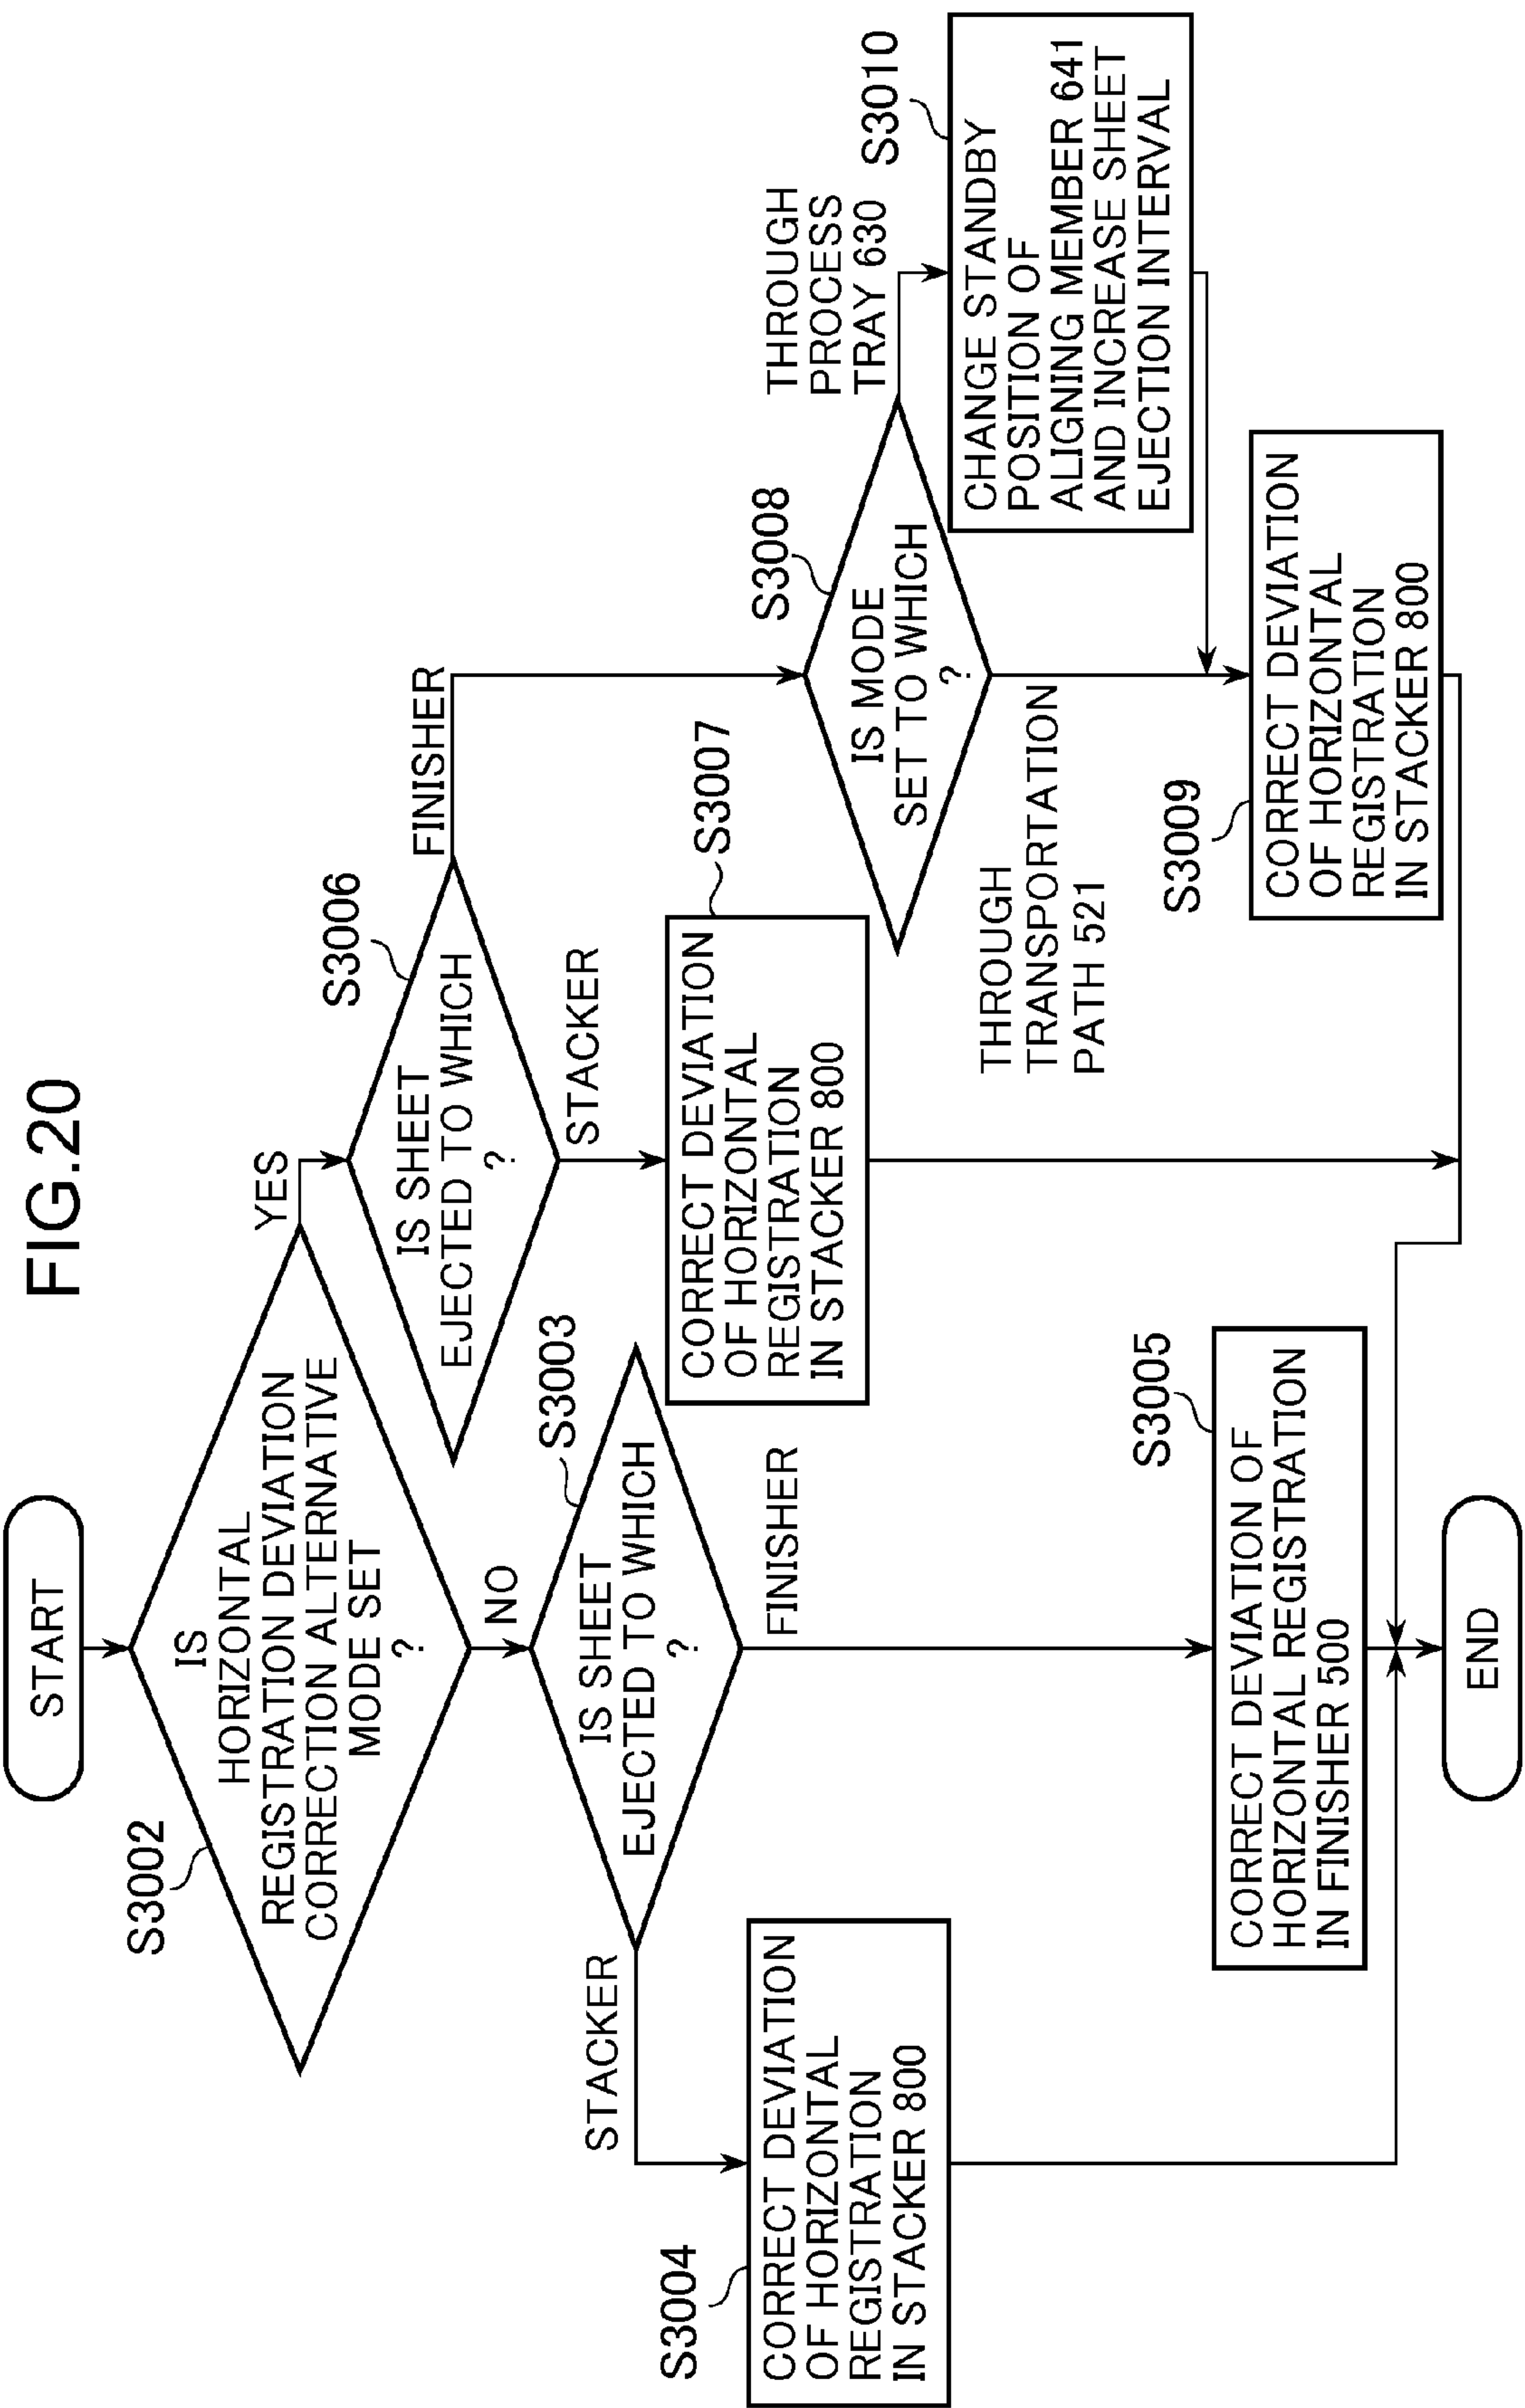 FIG.20
START
S3002
IS
HORIZONTAL
REGISTRATION DEVIATION
CORRECTION ALTERNATIVE
MODE SET
?
YES
NO
S3003
IS SHEET
EJECTED TO WHICH
?
STACKER
FINISHER
S3004
CORRECT DEVIATION
OF HORIZONTAL
REGISTRATION
IN STACKER 800
S3005
CORRECT DEVIATION OF
HORIZONTAL REGISTRATION
IN FINISHER 500
S3006
IS SHEET
EJECTED TO WHICH
?
FINISHER
STACKER
S3007
CORRECT DEVIATION
OF HORIZONTAL
REGISTRATION
IN STACKER 800
S3008
IS MODE
SET TO WHICH
?
THROUGH
PROCESS
TRAY 630
THROUGH
TRANSPORTATION
PATH 521
S3010
CHANGE STANDBY
POSITION OF
ALIGNING MEMBER 641
AND INCREASE SHEET
EJECTION INTERVAL
S3009
CORRECT DEVIATION
OF HORIZONTAL
REGISTRATION
IN STACKER 800
END